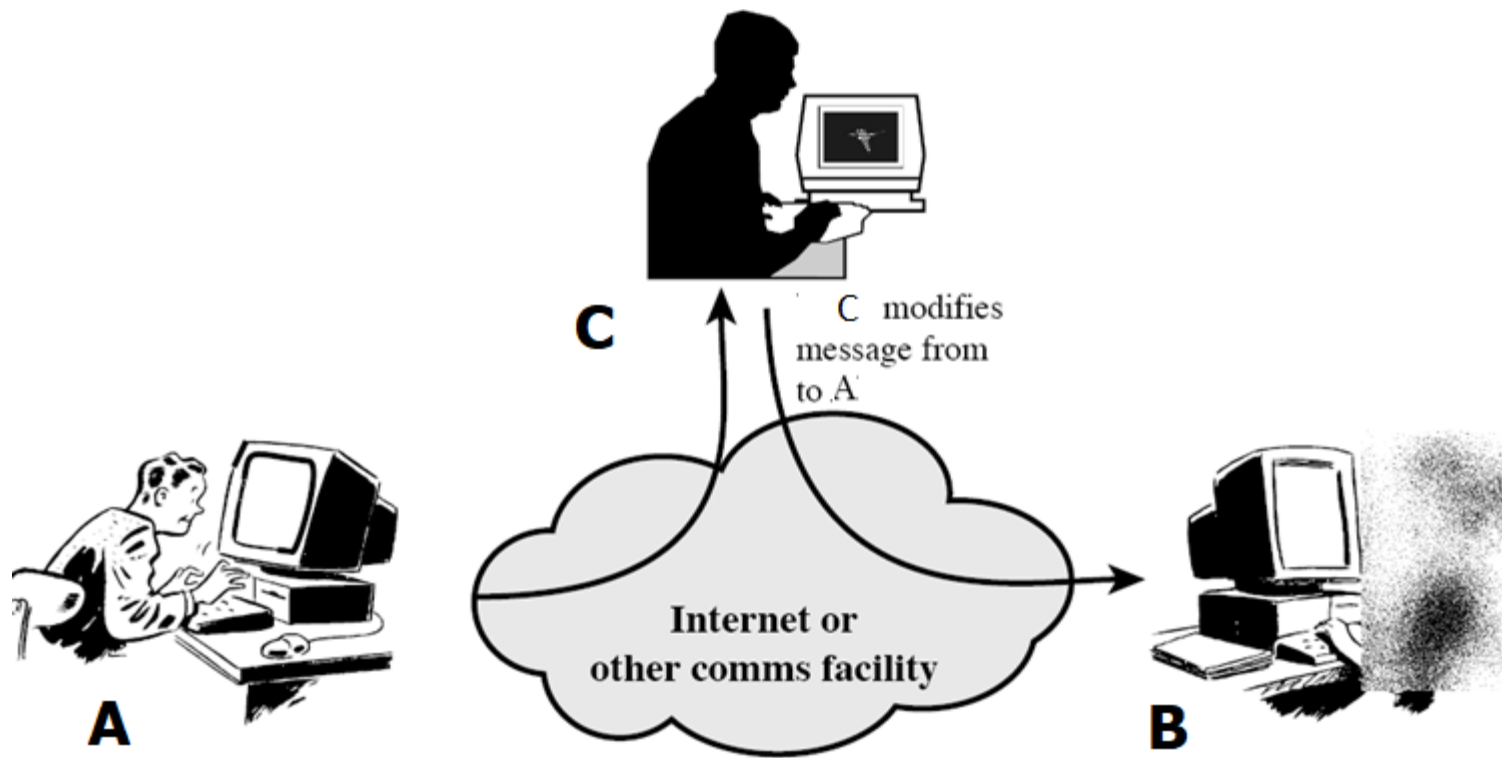 C
C modifies
message from
to A
Internet or
other comms facility
A
B